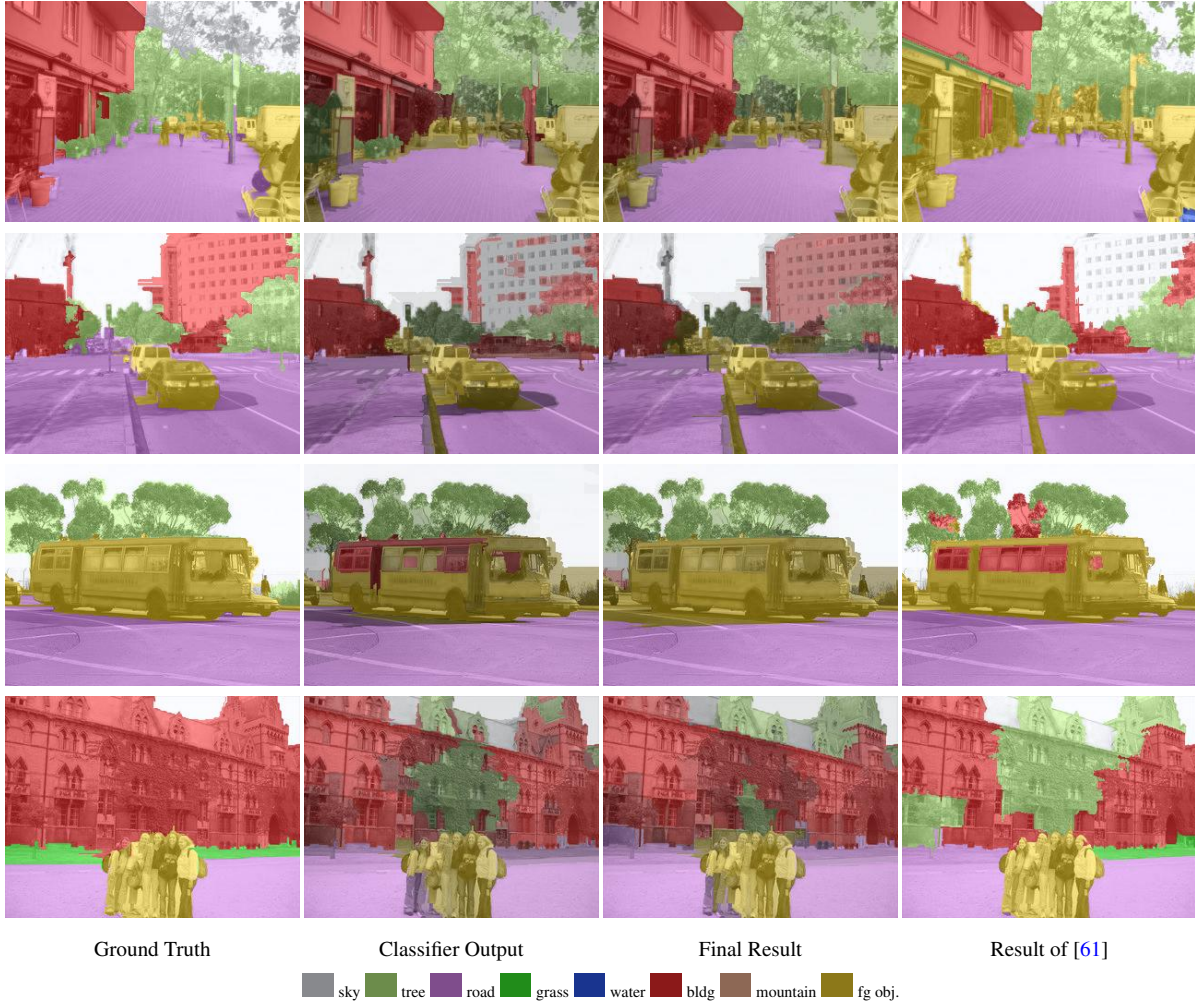 Ground Truth Classifier Output Final Result Result of [61]
sky tree road grass water bldg mountain fg obj.